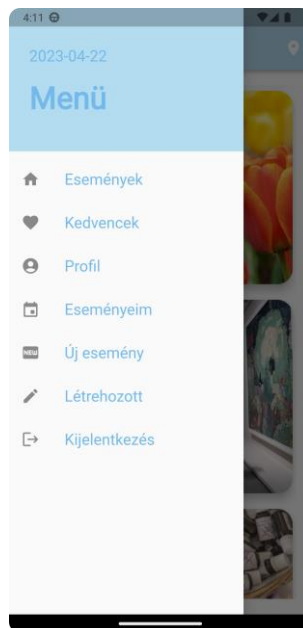 4:11
2023-04-22
Menü
Események
Kedvencek
Profil
Eseményeim
NEW Új esemény
Létrehozott
Kijelentkezés